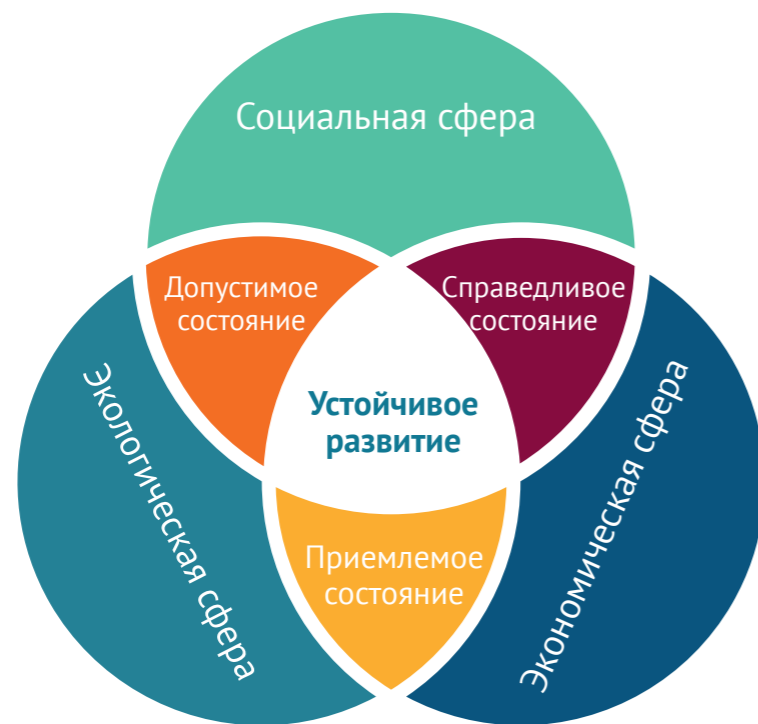 Социальная сфера
Допустимое
состояние
Справедливое
состояние
Устойчивое
развитие
Экологическая сфера
Экономическая сфера
Приемлемое
состояние